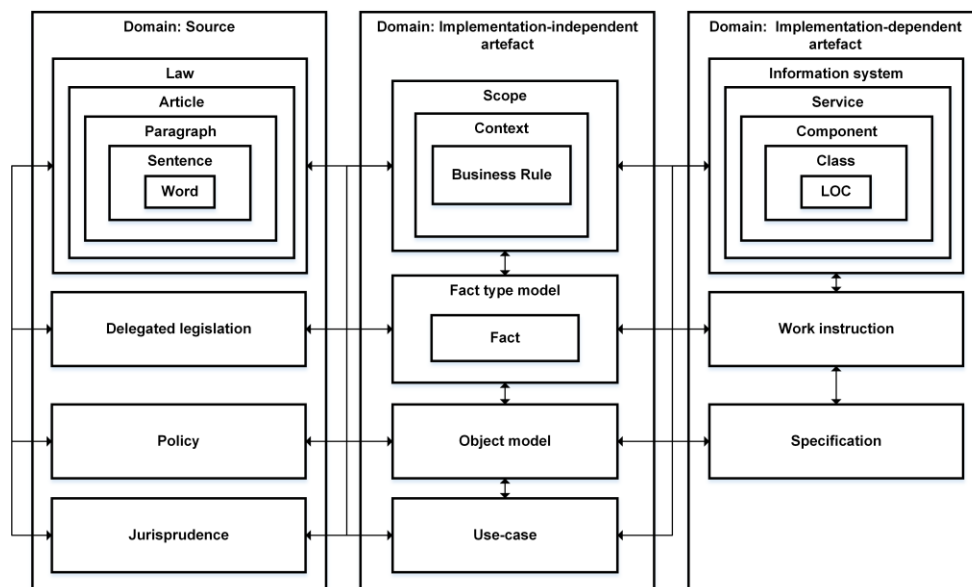 Domain: Source
Law
Article
Paragraph
Sentence
Word
Delegated legislation
Policy
Jurisprudence
Domain: Implementation-independent
artefact
Scope
Context
Business Rule
Fact type model
Fact
Object model
Use-case
Domain: Implementation-dependent
artefact
Information system
Service
Component
Class
LOC
Work instruction
Specification